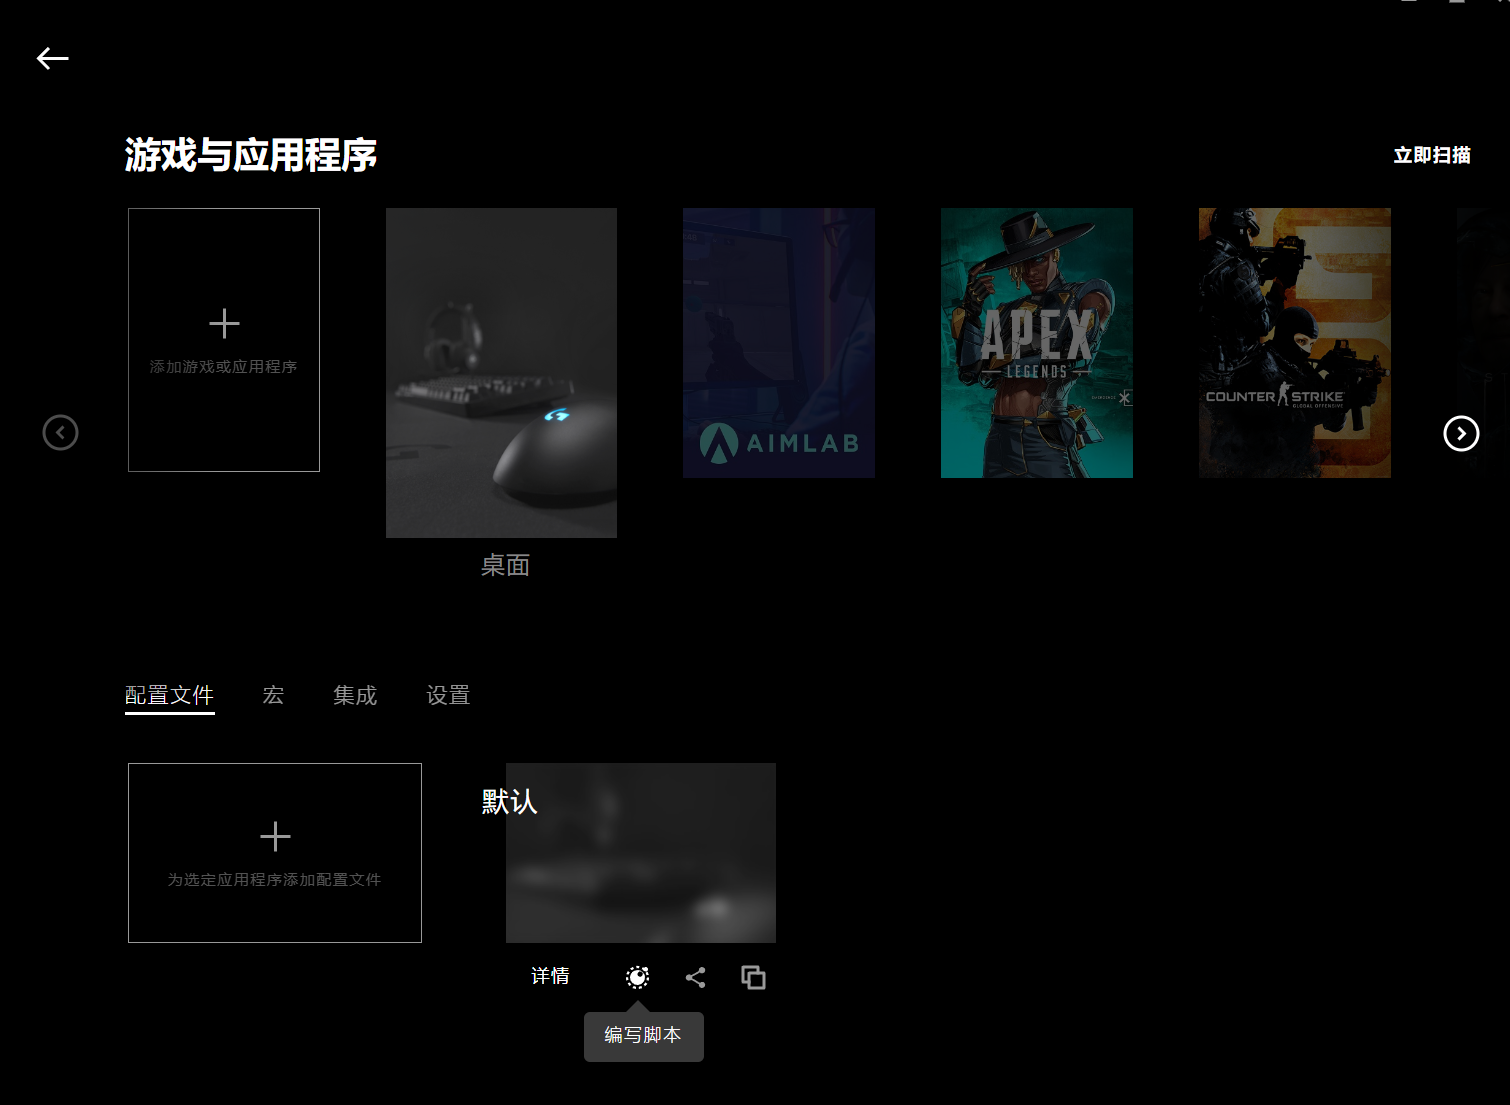 游戏与应用程序
立即扫描
添加游戏或应用程序
AIMLAB
APEX
LEGENDS
COUNTER STRIKE
GLOBAL OFFENSIVE
桌面
配置文件
宏
集成
设置
为选定应用程序添加配置文件
默认
详情
编写脚本